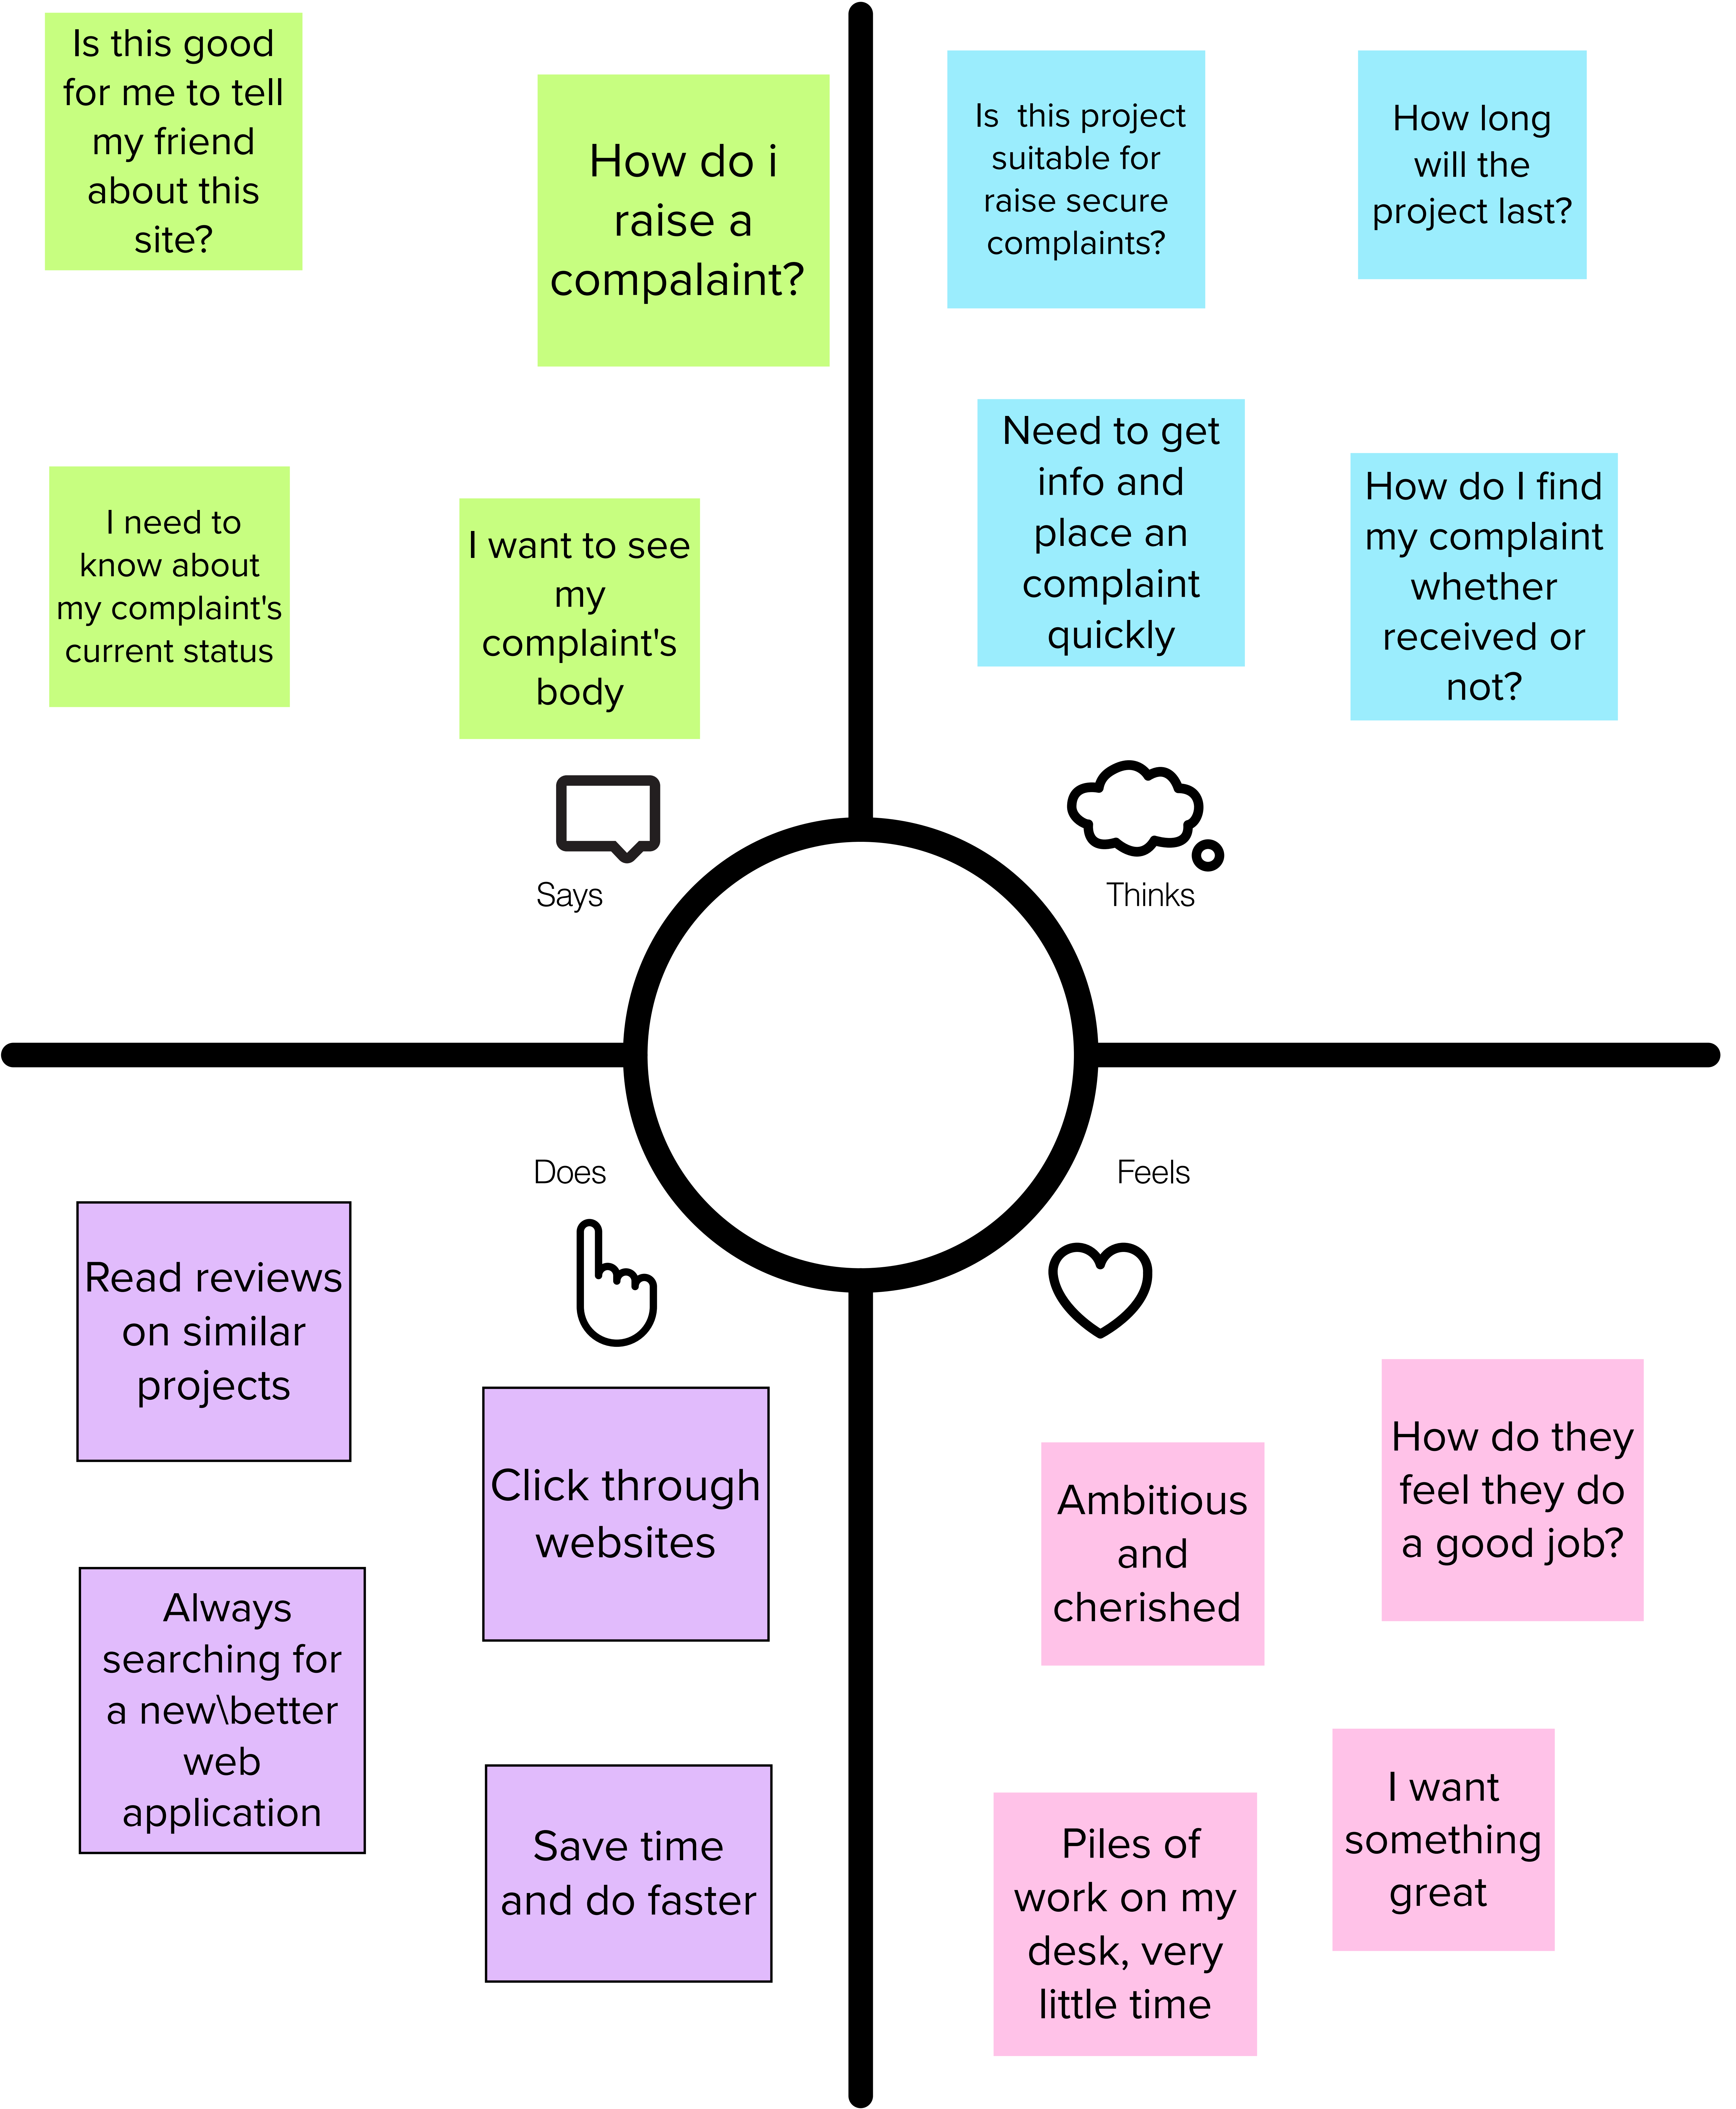 Is this good
for me to tell
my friend
about this
site?
How do i
raise a
compalaint?
I need to
know about
my complaint's
current status
I want to see
my
complaint's
body
Says
Is  this project
suitable for
raise secure
complaints?
How long
will the
project last?
Need to get
info and
place an
complaint
quickly
How do I find
my complaint
whether
received or
not?
Thinks
Does
Read reviews
on similar
projects
Click through
websites
Always
searching for
a new\better
web
application
Save time
and do faster
Feels
Ambitious
and
cherished
How do they
feel they do
a good job?
Piles of
work on my
desk, very
little time
I want
something
great